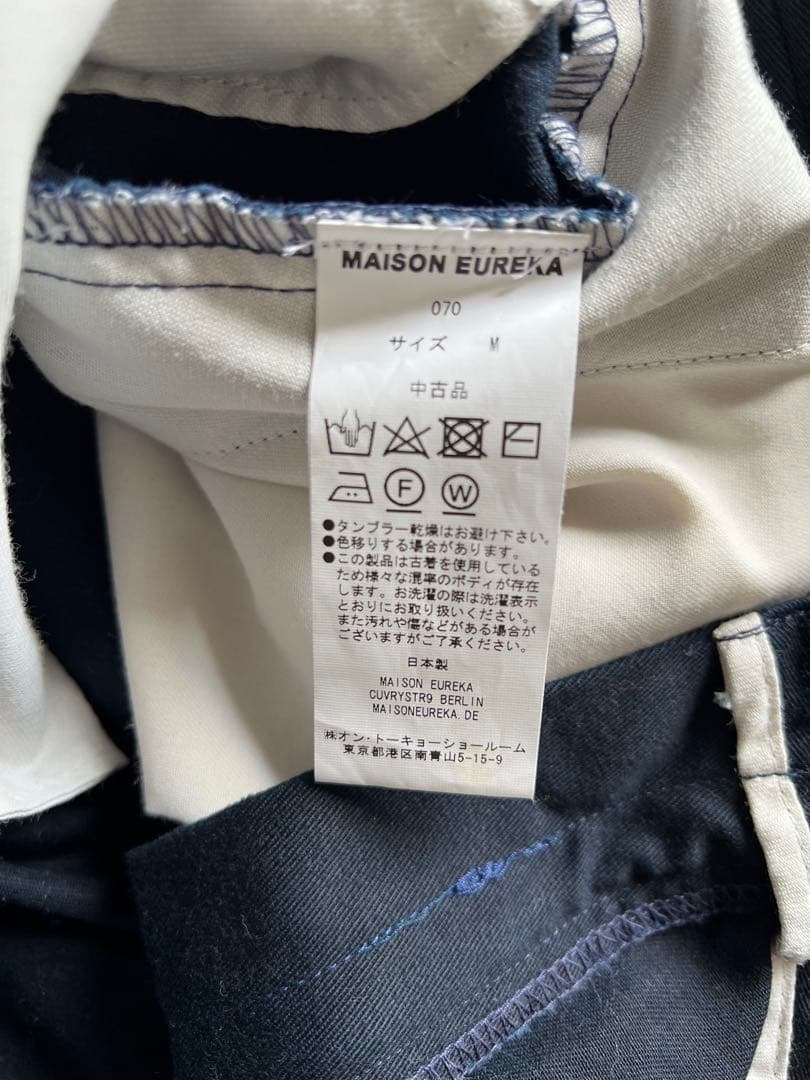 MAISON EUREKA
070
サイズ M
中古品
F W
●タンブラー乾燥はお避け下さい。
●色移りする場合があります。
●この製品は古着を使用している
ため様々な混率のボディが存在
します。お洗濯の際は洗濯表示
とおりにお取り扱いください。
また汚れや傷などがある場合が
ございますがご了承ください。
日本製
MAISON EUREKA
CUVRYSTR9 BERLIN
MAISONEUREKA.DE
㈱オン・トーキョーショールーム
東京都港区南青山5-15-9